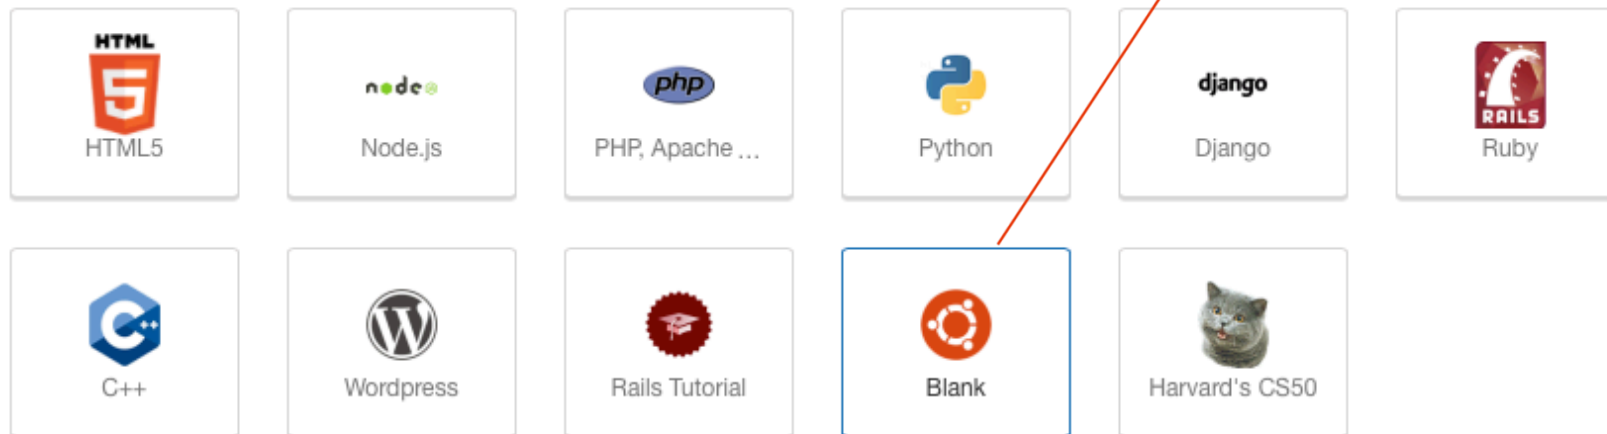 HTML
5
node
php
django
RAILS
HTML5
Node.js
PHP, Apache ...
Python
Django
Ruby
C++
W
C++
Wordpress
Rails Tutorial
Blank
Harvard's CS50